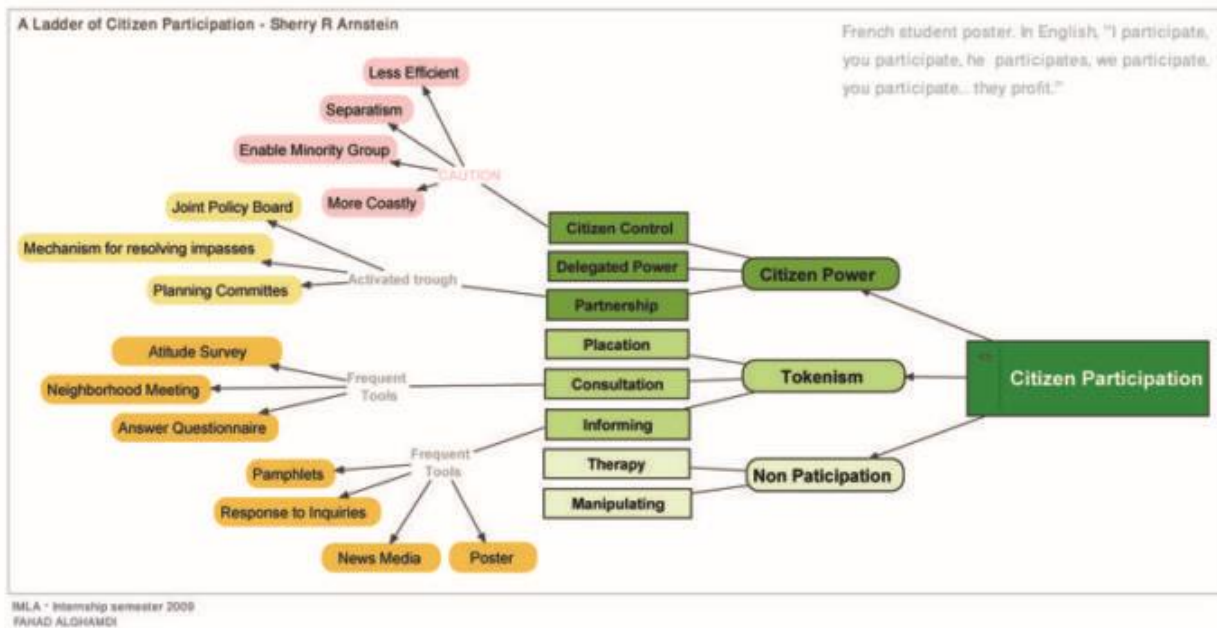 A Ladder of Citizen Participation - Sherry R Arnstein
French student poster. In English, "I participate,
you participate, he participates, we participate,
you participate.. they profit."
Less Efficient
Separatism
Enable Minority Group
CAUTION
More Coastly
Joint Policy Board
Mechanism for resolving impasses
Activated trough
Planning Committes
Citizen Control
Delegated Power
Partnership
Citizen Power
Placation
Consultation
Informing
Tokenism
Citizen Participation
Atitude Survey
Neighborhood Meeting
Answer Questionnaire
Frequent
Tools
Therapy
Manipulating
Non Paticipation
Frequent
Tools
Pamphlets
Response to Inquiries
News Media
Poster
IMLA - Internship semester 2009
FAHAD ALGHAMDI